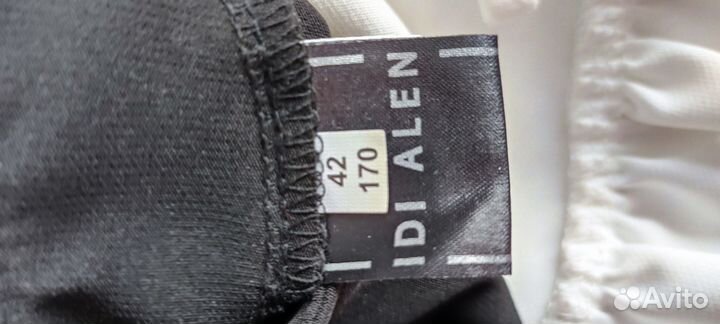 IDI ALEN
42
170
Avito